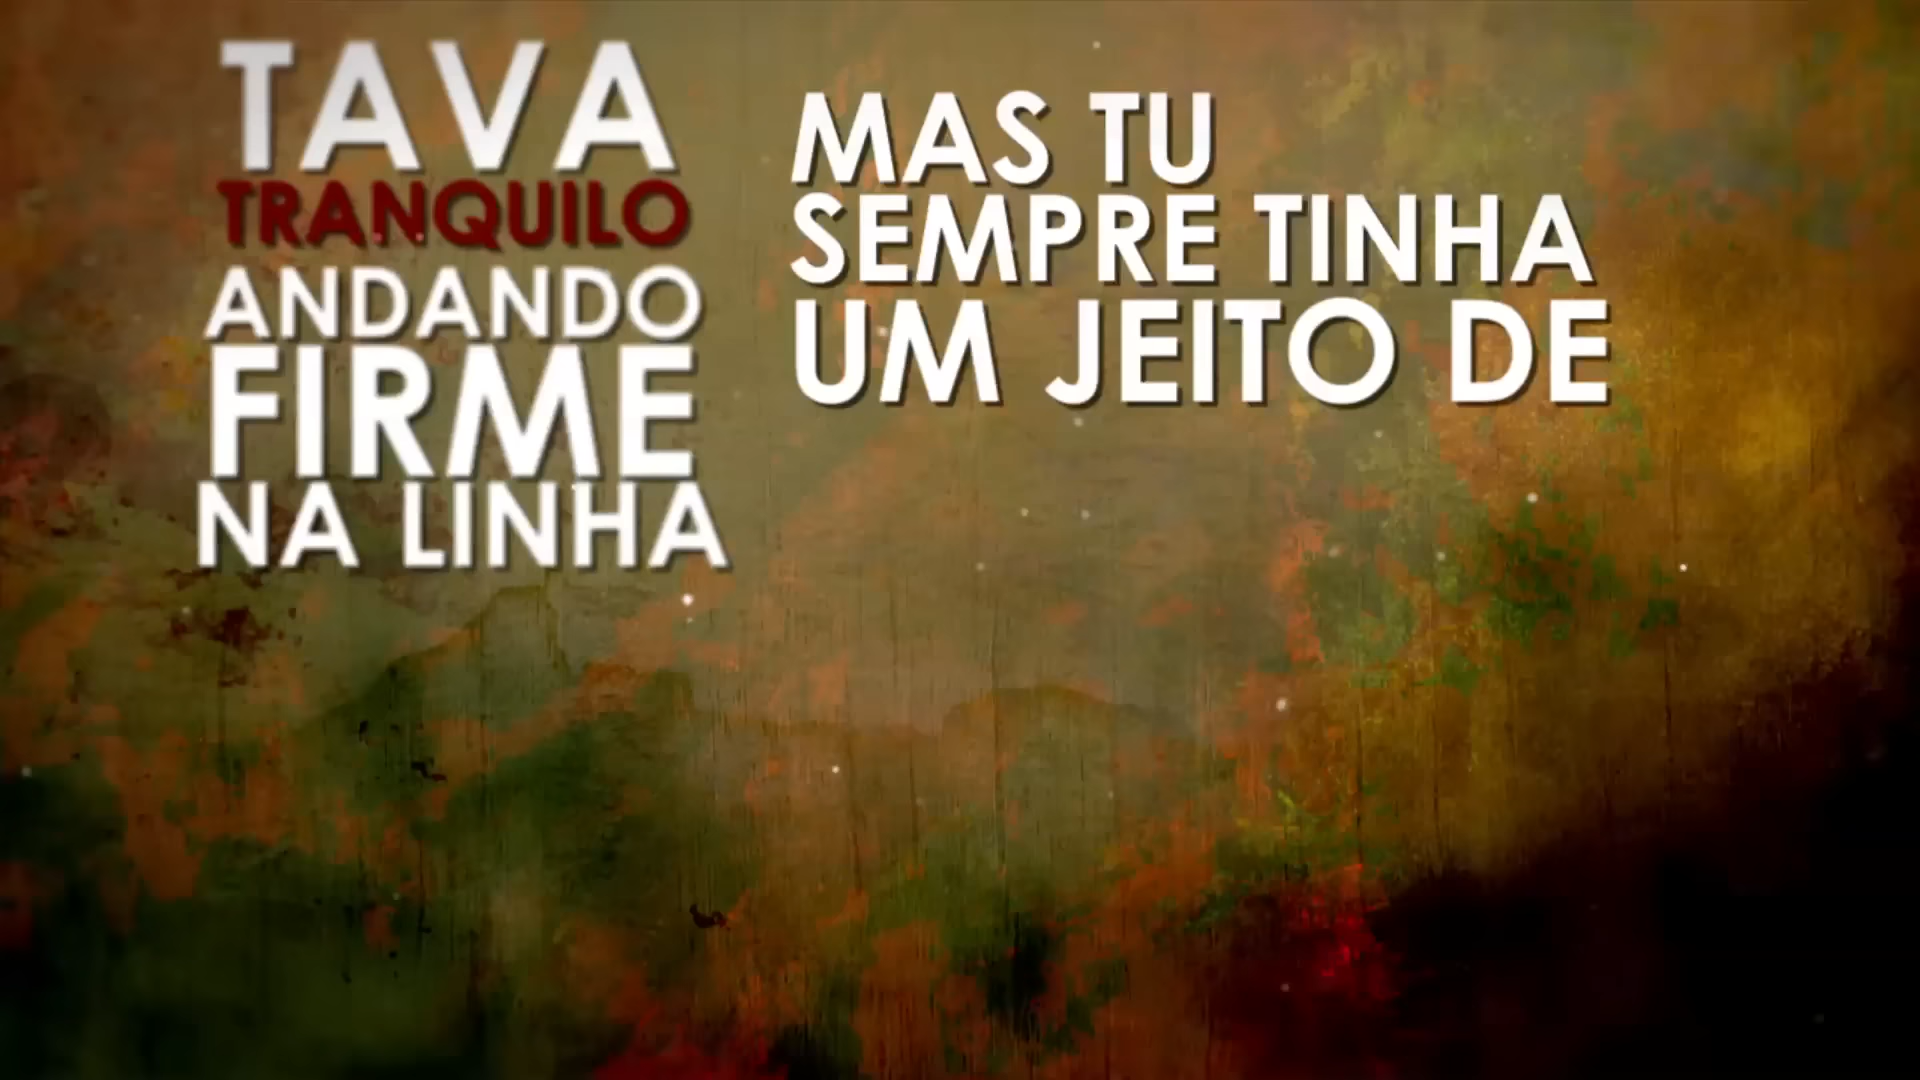 TAVA
TRANQUILO
ANDANDO
FIRME
NA LINHA
MAS TU
SEMPRE TINHA
UM JEITO DE